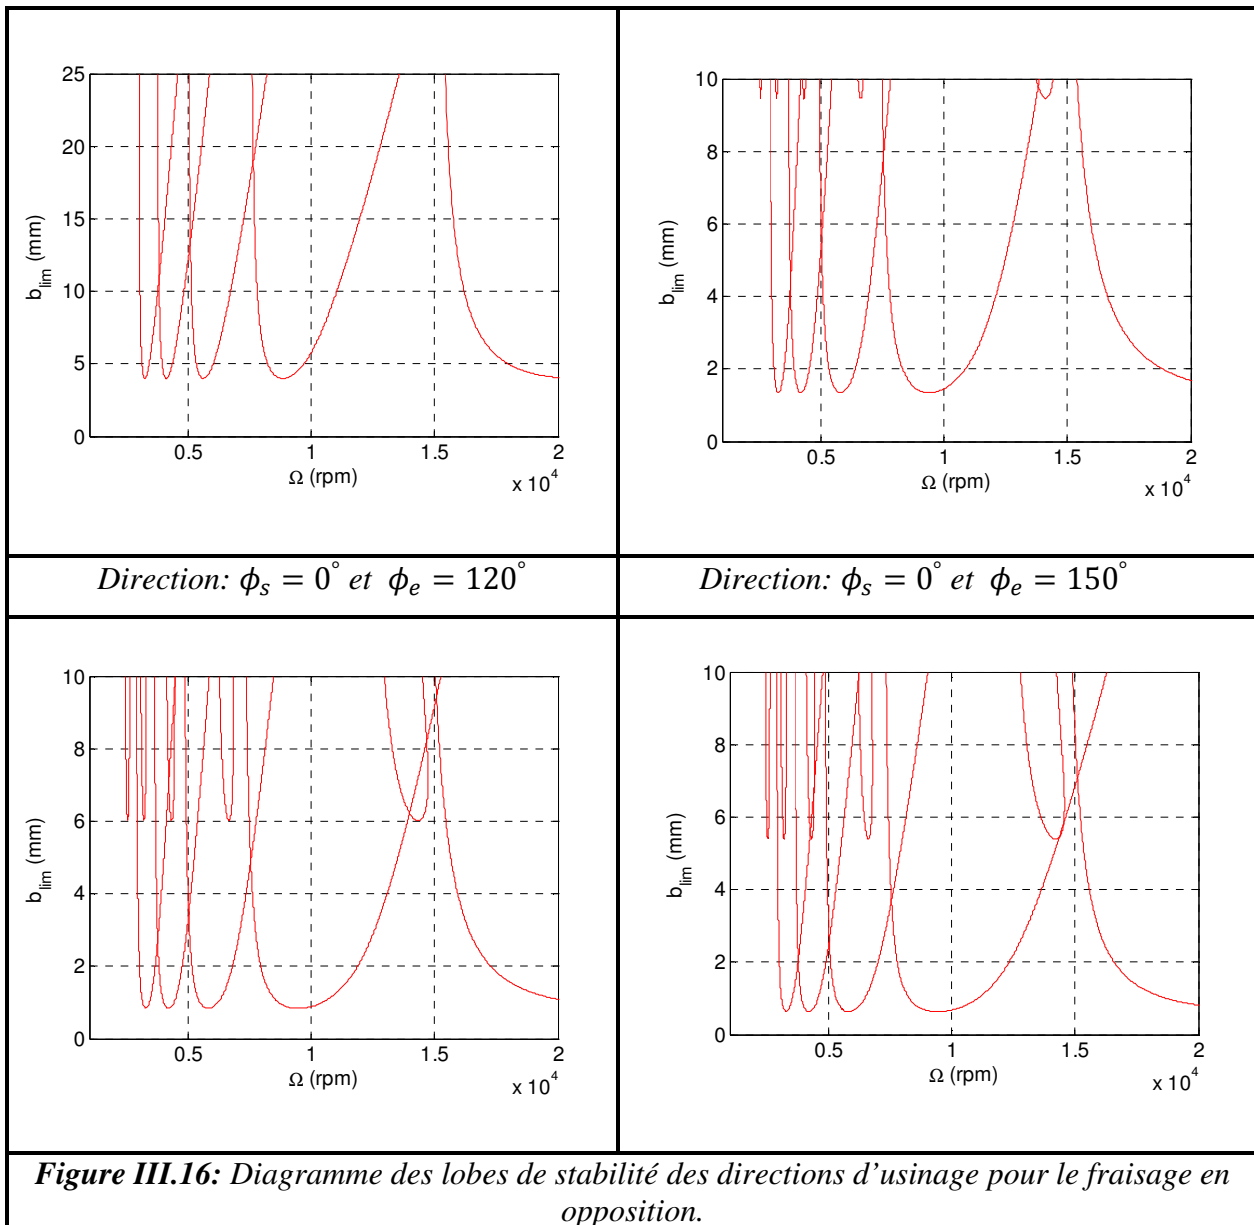 25
20
15
10
5
0
b_lim (mm)
0.5 1 1.5 2
Ω (rpm)
x 10^4
10
8
6
4
2
0
b_lim (mm)
0.5 1 1.5 2
Ω (rpm)
x 10^4
Direction: ϕ_s = 0° et ϕ_e = 120°
Direction: ϕ_s = 0° et ϕ_e = 150°
10
8
6
4
2
0
b_lim (mm)
0.5 1 1.5 2
Ω (rpm)
x 10^4
10
8
6
4
2
0
b_lim (mm)
0.5 1 1.5 2
Ω (rpm)
x 10^4
Figure III.16: Diagramme des lobes de stabilité des directions d'usinage pour le fraisage en
opposition.